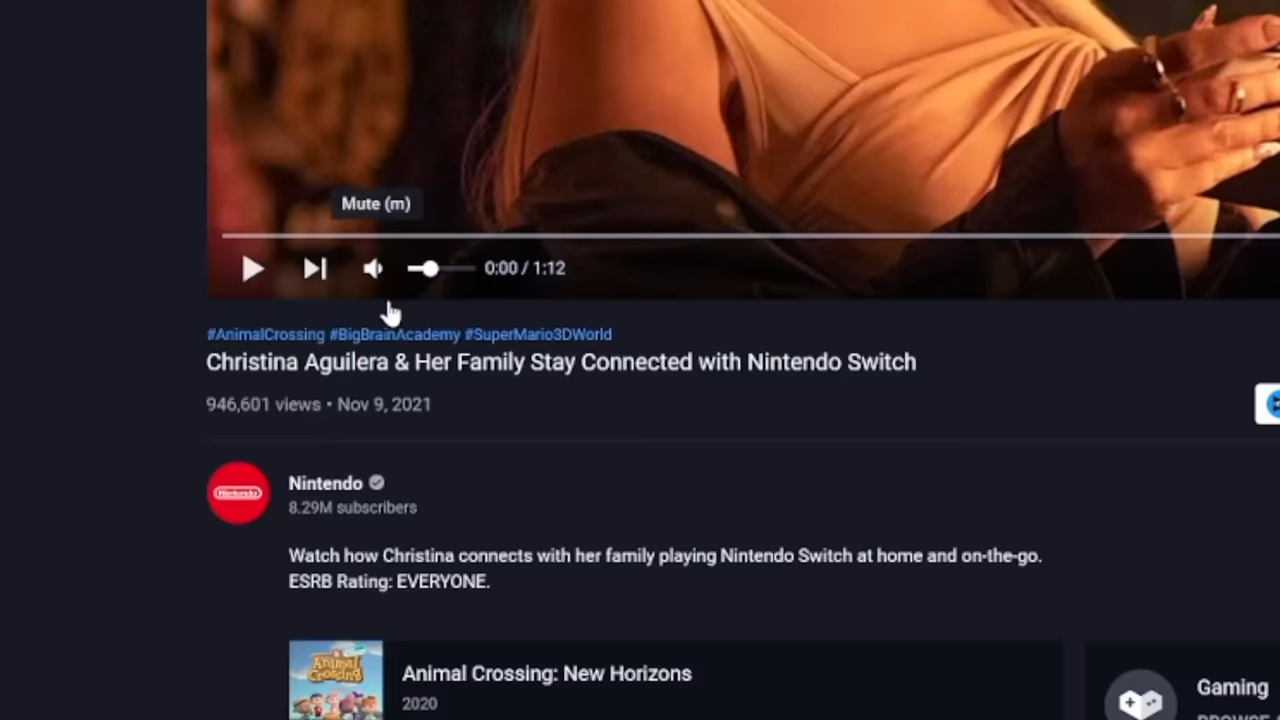 Mute (m)
0:00 / 1:12
#AnimalCrossing #BigBrainAcademy #SuperMario3DWorld
Christina Aguilera & Her Family Stay Connected with Nintendo Switch
946,601 views • Nov 9, 2021
Nintendo
Nintendo
8.29M subscribers
Watch how Christina connects with her family playing Nintendo Switch at home and on-the-go.
ESRB Rating: EVERYONE.
Animal Crossing
Animal Crossing: New Horizons
2020
Gaming
BROWSE